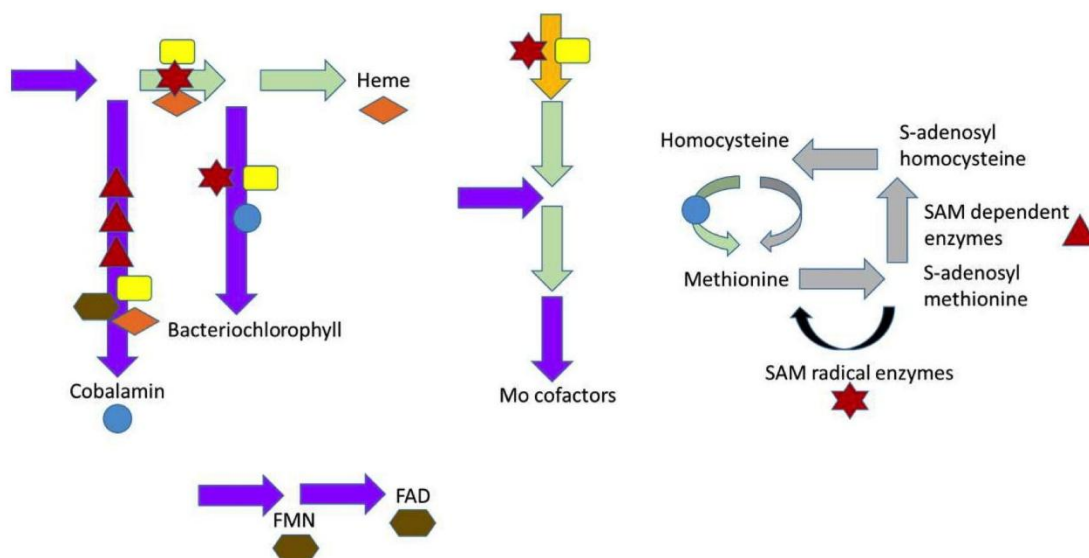 Heme
Homocysteine
S-adenosyl
homocysteine
SAM dependent
enzymes
Methionine
S-adenosyl
methionine
Bacteriochlorophyll
SAM radical enzymes
Cobalamin
Mo cofactors
FMN
FAD